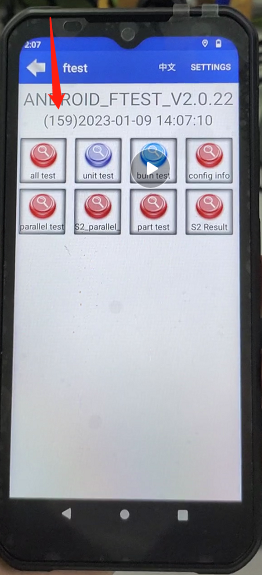 2:07
ftest 中文 SETTINGS
ANDROID_FTEST_V2.0.22
(159)2023-01-09 14:07:10
all test unit test burn test config info
parallel test S2_parallel_ part test S2 Result